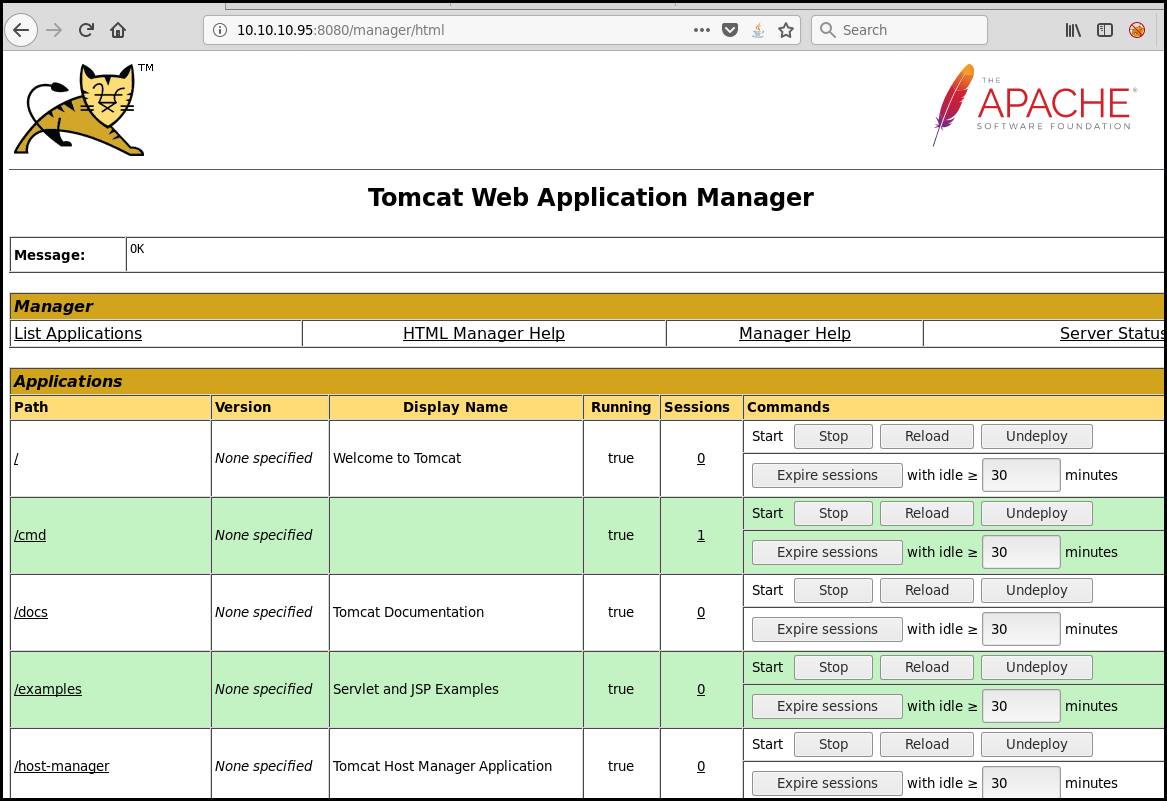 10.10.10.95:8080/manager/html
Search
TM
THE
APACHE®
SOFTWARE FOUNDATION
Tomcat Web Application Manager
Message: OK
Manager
List Applications HTML Manager Help Manager Help Server Status
Applications
Path Version Display Name Running Sessions Commands
Start Stop Reload Undeploy
/ None specified Welcome to Tomcat true 0
Expire sessions with idle ≥ 30 minutes
Start Stop Reload Undeploy
/cmd None specified true 1
Expire sessions with idle ≥ 30 minutes
Start Stop Reload Undeploy
/docs None specified Tomcat Documentation true 0
Expire sessions with idle ≥ 30 minutes
Start Stop Reload Undeploy
/examples None specified Servlet and JSP Examples true 0
Expire sessions with idle ≥ 30 minutes
Start Stop Reload Undeploy
/host-manager None specified Tomcat Host Manager Application true 0
Expire sessions with idle ≥ 30 minutes